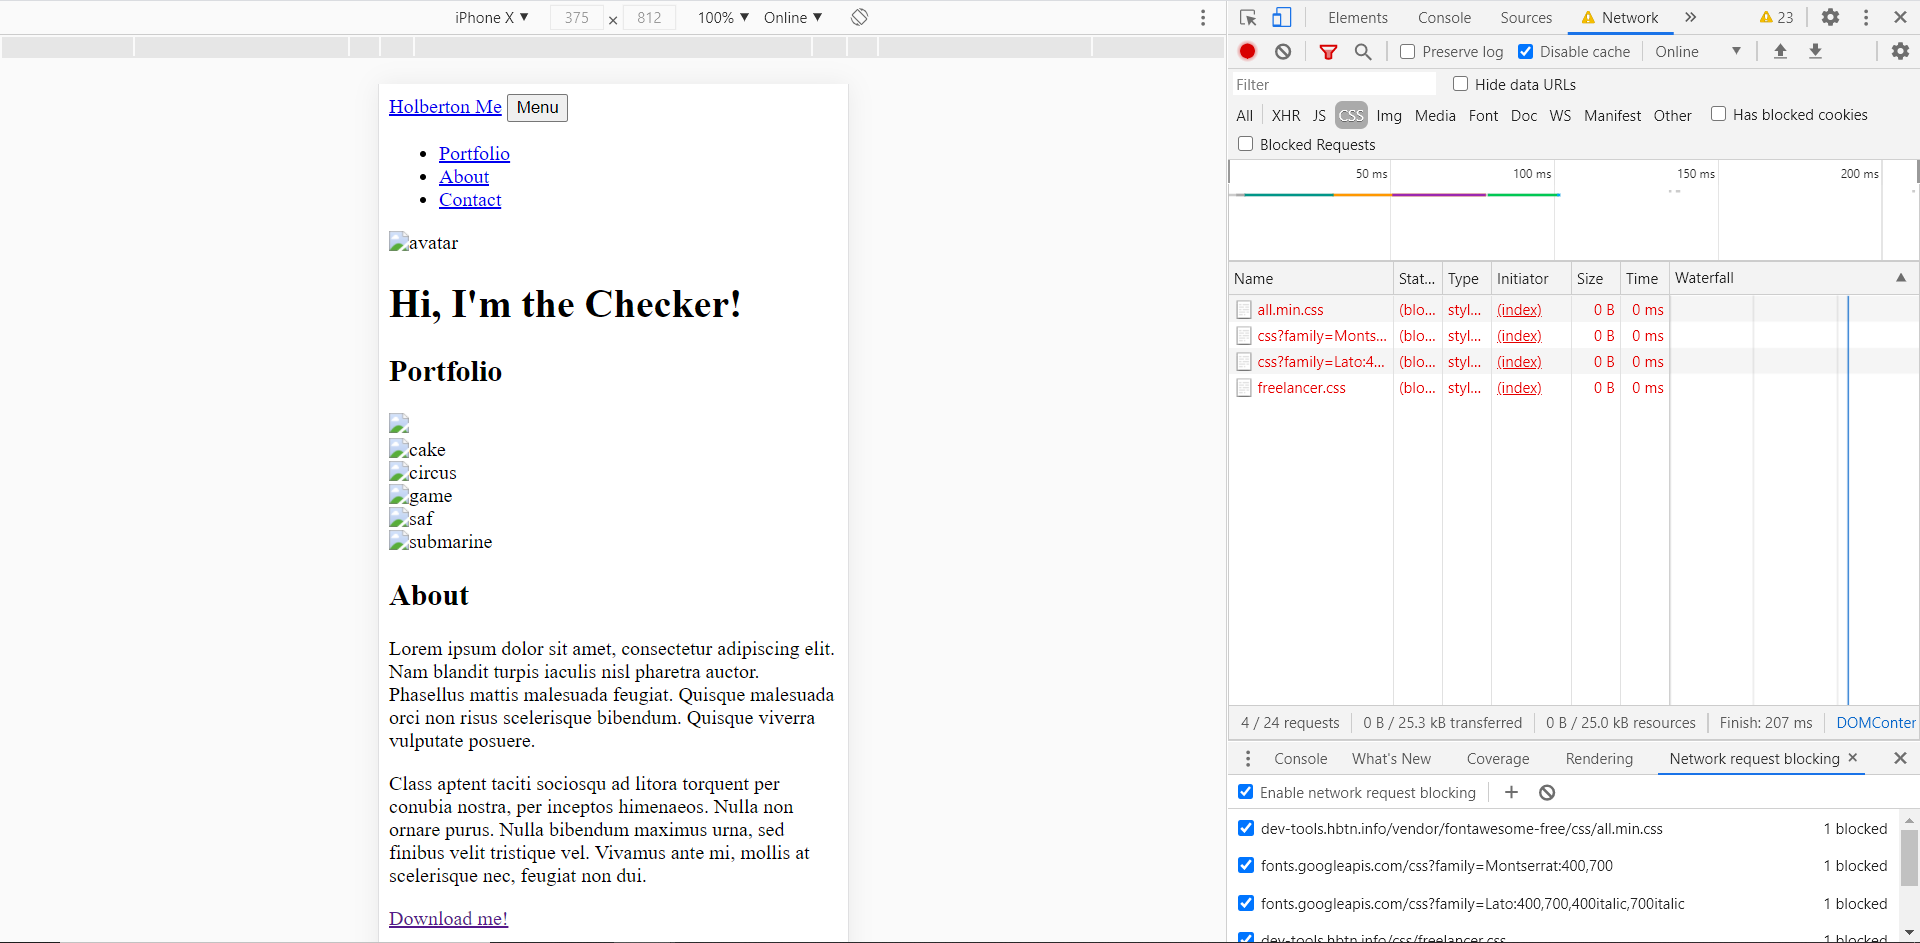 iPhone X ▼ 375 × 812 100% ▼ Online ▼
Holberton Me Menu
Portfolio
About
Contact
avatar
Hi, I'm the Checker!
Portfolio
cake
circus
game
saf
submarine
About
Lorem ipsum dolor sit amet, consectetur adipiscing elit.
Nam blandit turpis iaculis nisl pharetra auctor.
Phasellus mattis malesuada feugiat. Quisque malesuada
orci non risus scelerisque bibendum. Quisque viverra
vulputate posuere.
Class aptent taciti sociosqu ad litora torquent per
conubia nostra, per inceptos himenaeos. Nulla non
ornare purus. Nulla bibendum maximus urna, sed
finibus velit tristique vel. Vivamus ante mi, mollis at
scelerisque nec, feugiat non dui.
Download me!
Elements Console Sources Network » 23
Preserve log Disable cache Online ▼
Filter Hide data URLs
All XHR JS CSS Img Media Font Doc WS Manifest Other Has blocked cookies
Blocked Requests
50 ms 100 ms 150 ms 200 ms
Name Stat... Type Initiator Size Time Waterfall ▲
all.min.css (blo... styl... (index) 0 B 0 ms
css?family=Monts... (blo... styl... (index) 0 B 0 ms
css?family=Lato:4... (blo... styl... (index) 0 B 0 ms
freelancer.css (blo... styl... (index) 0 B 0 ms
4 / 24 requests 0 B / 25.3 kB transferred 0 B / 25.0 kB resources Finish: 207 ms DOMConter
Console What's New Coverage Rendering Network request blocking ×
Enable network request blocking
dev-tools.hbtn.info/vendor/fontawesome-free/css/all.min.css 1 blocked
fonts.googleapis.com/css?family=Montserrat:400,700 1 blocked
fonts.googleapis.com/css?family=Lato:400,700,400italic,700italic 1 blocked
dev-tools.hbtn.info/css/freelancer.css 1 blocked